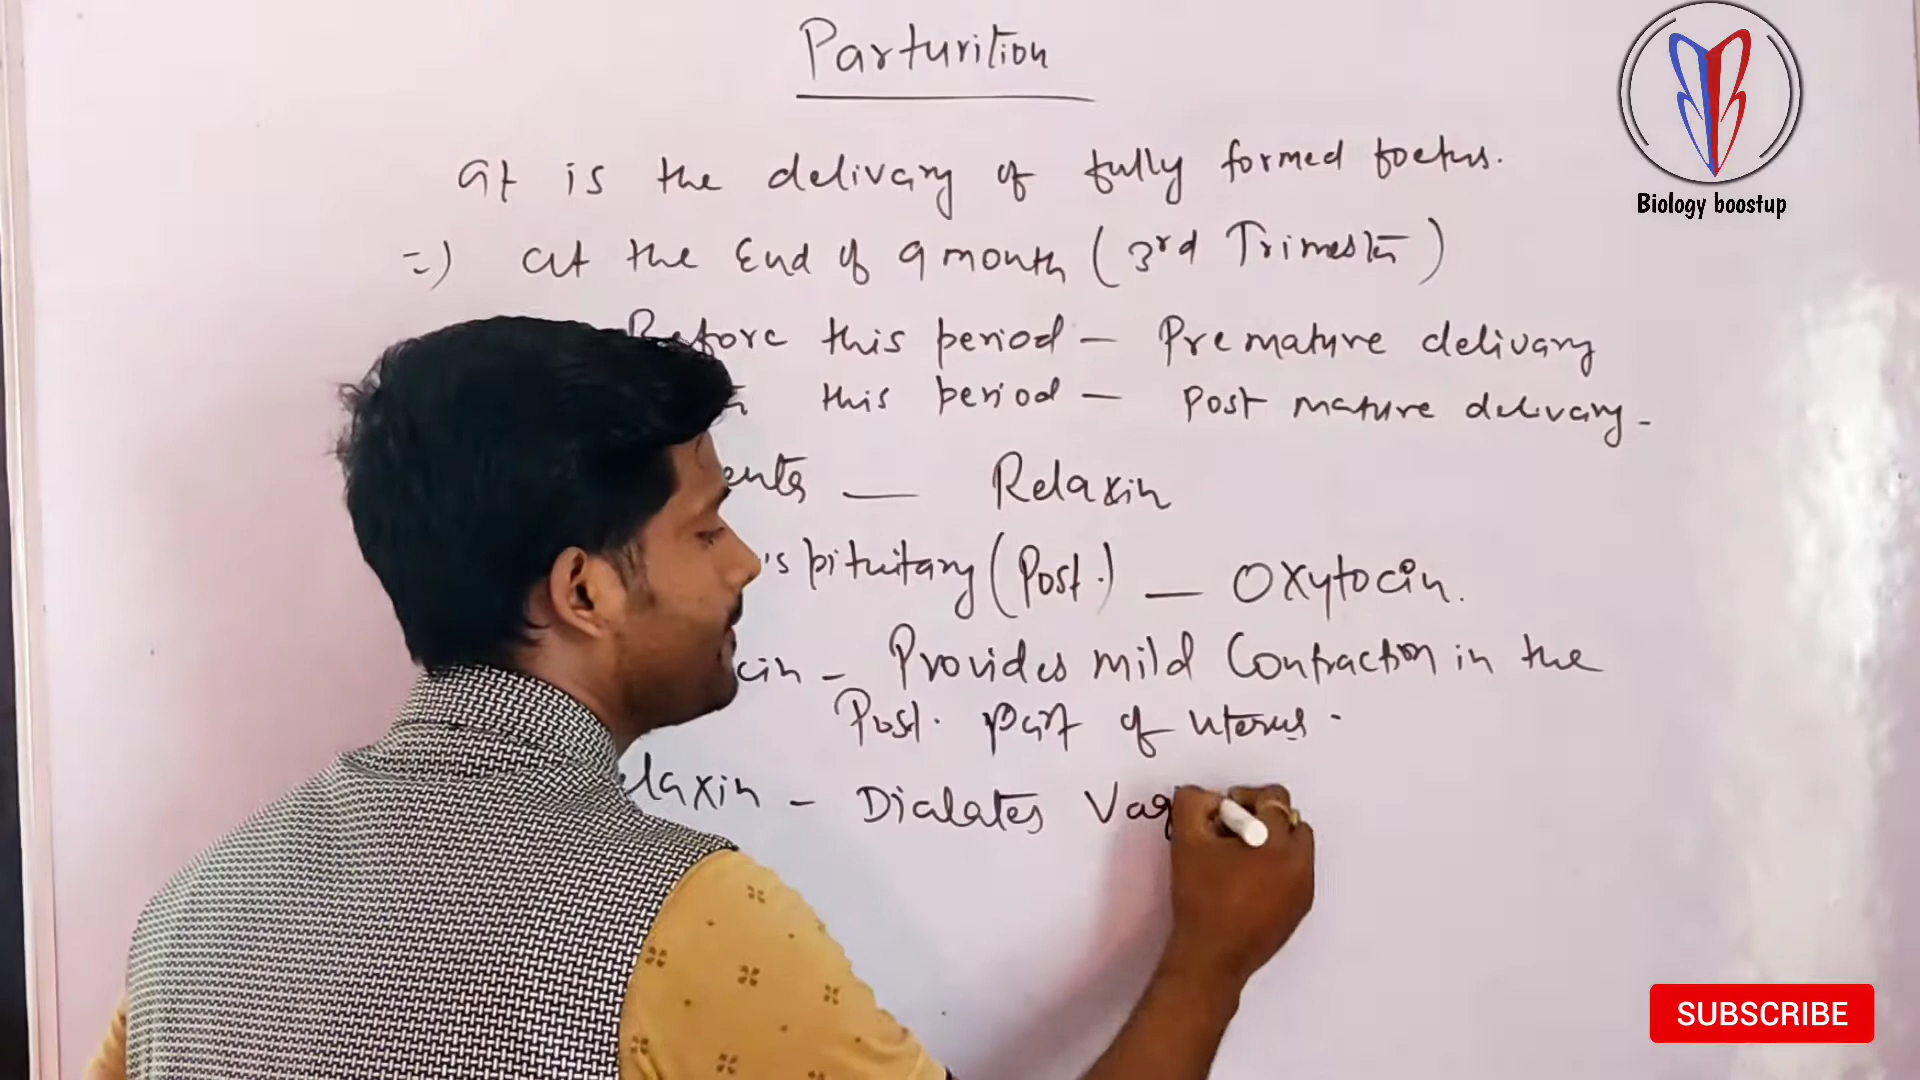 Parturition
It is the delivary of fully formed foetus.
=) at the End of 9 month (3rd Trimester)
Before this period - Premature delivary
this period - Post mature delivary -
ents — Relaxin
's pituitary (Post.) — Oxytocin.
cin - Provides mild Contraction in the
Post. part of uterus.
elaxin - Dialates Vag
Biology boostup
SUBSCRIBE